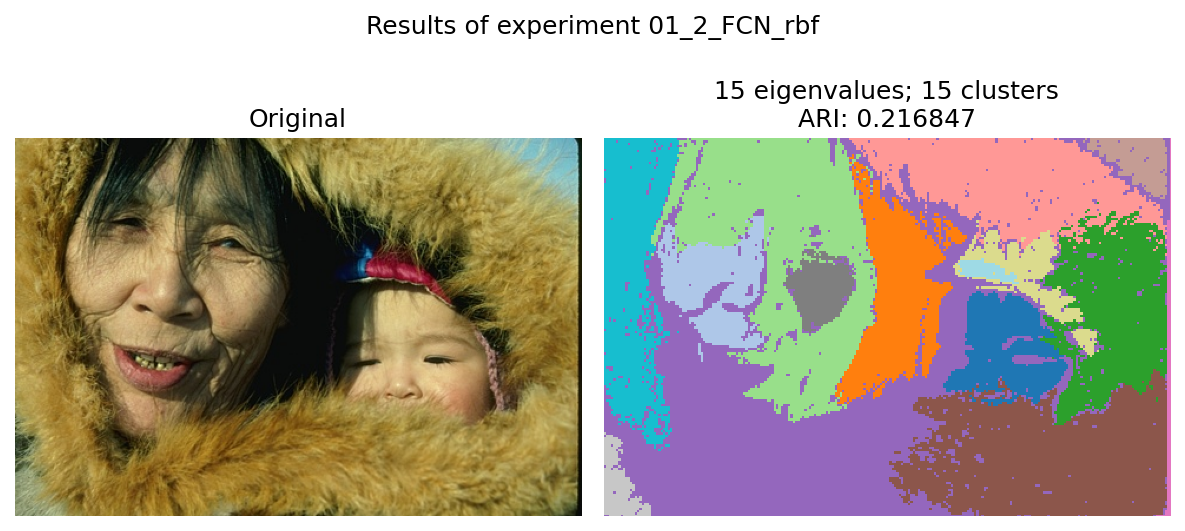 Results of experiment 01_2_FCN_rbf
Original
15 eigenvalues; 15 clusters
ARI: 0.216847